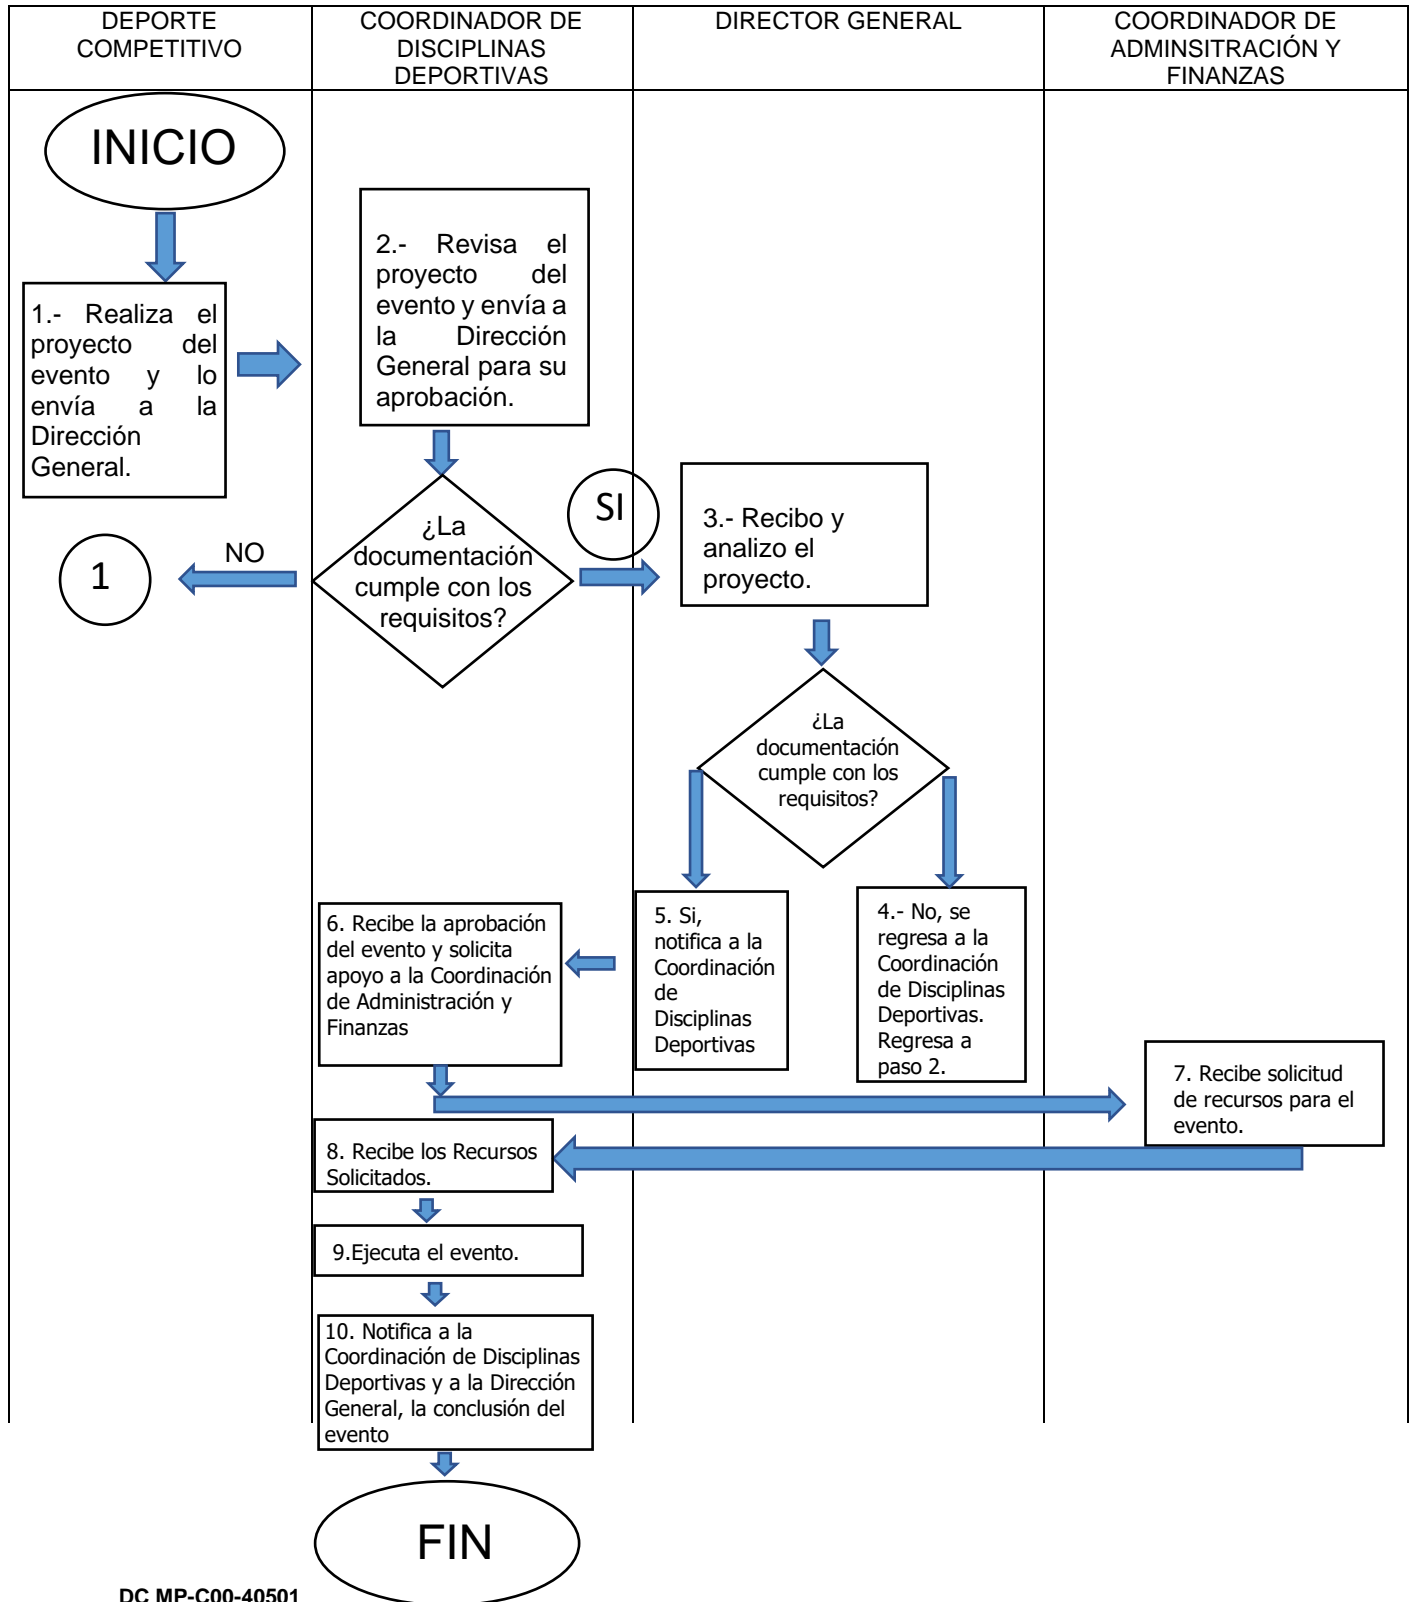 DEPORTE
COMPETITIVO
COORDINADOR DE
DISCIPLINAS
DEPORTIVAS
DIRECTOR GENERAL
COORDINADOR DE
ADMINSITRACIÓN Y
FINANZAS
INICIO
1.- Realiza el
proyecto del
evento y lo
envía a la
Dirección
General.
2.- Revisa el
proyecto del
evento y envía a
la Dirección
General para su
aprobación.
¿La
documentación
cumple con los
requisitos?
NO
1
SI
3.- Recibo y
analizo el
proyecto.
¿La
documentación
cumple con los
requisitos?
4.- No, se
regresa a la
Coordinación
de Disciplinas
Deportivas.
Regresa a
paso 2.
5. Si,
notifica a la
Coordinación
de
Disciplinas
Deportivas
6. Recibe la aprobación
del evento y solicita
apoyo a la Coordinación
de Administración y
Finanzas
7. Recibe solicitud
de recursos para el
evento.
8. Recibe los Recursos
Solicitados.
9.Ejecuta el evento.
10. Notifica a la
Coordinación de Disciplinas
Deportivas y a la Dirección
General, la conclusión del
evento
FIN
DC MP-C00-40501